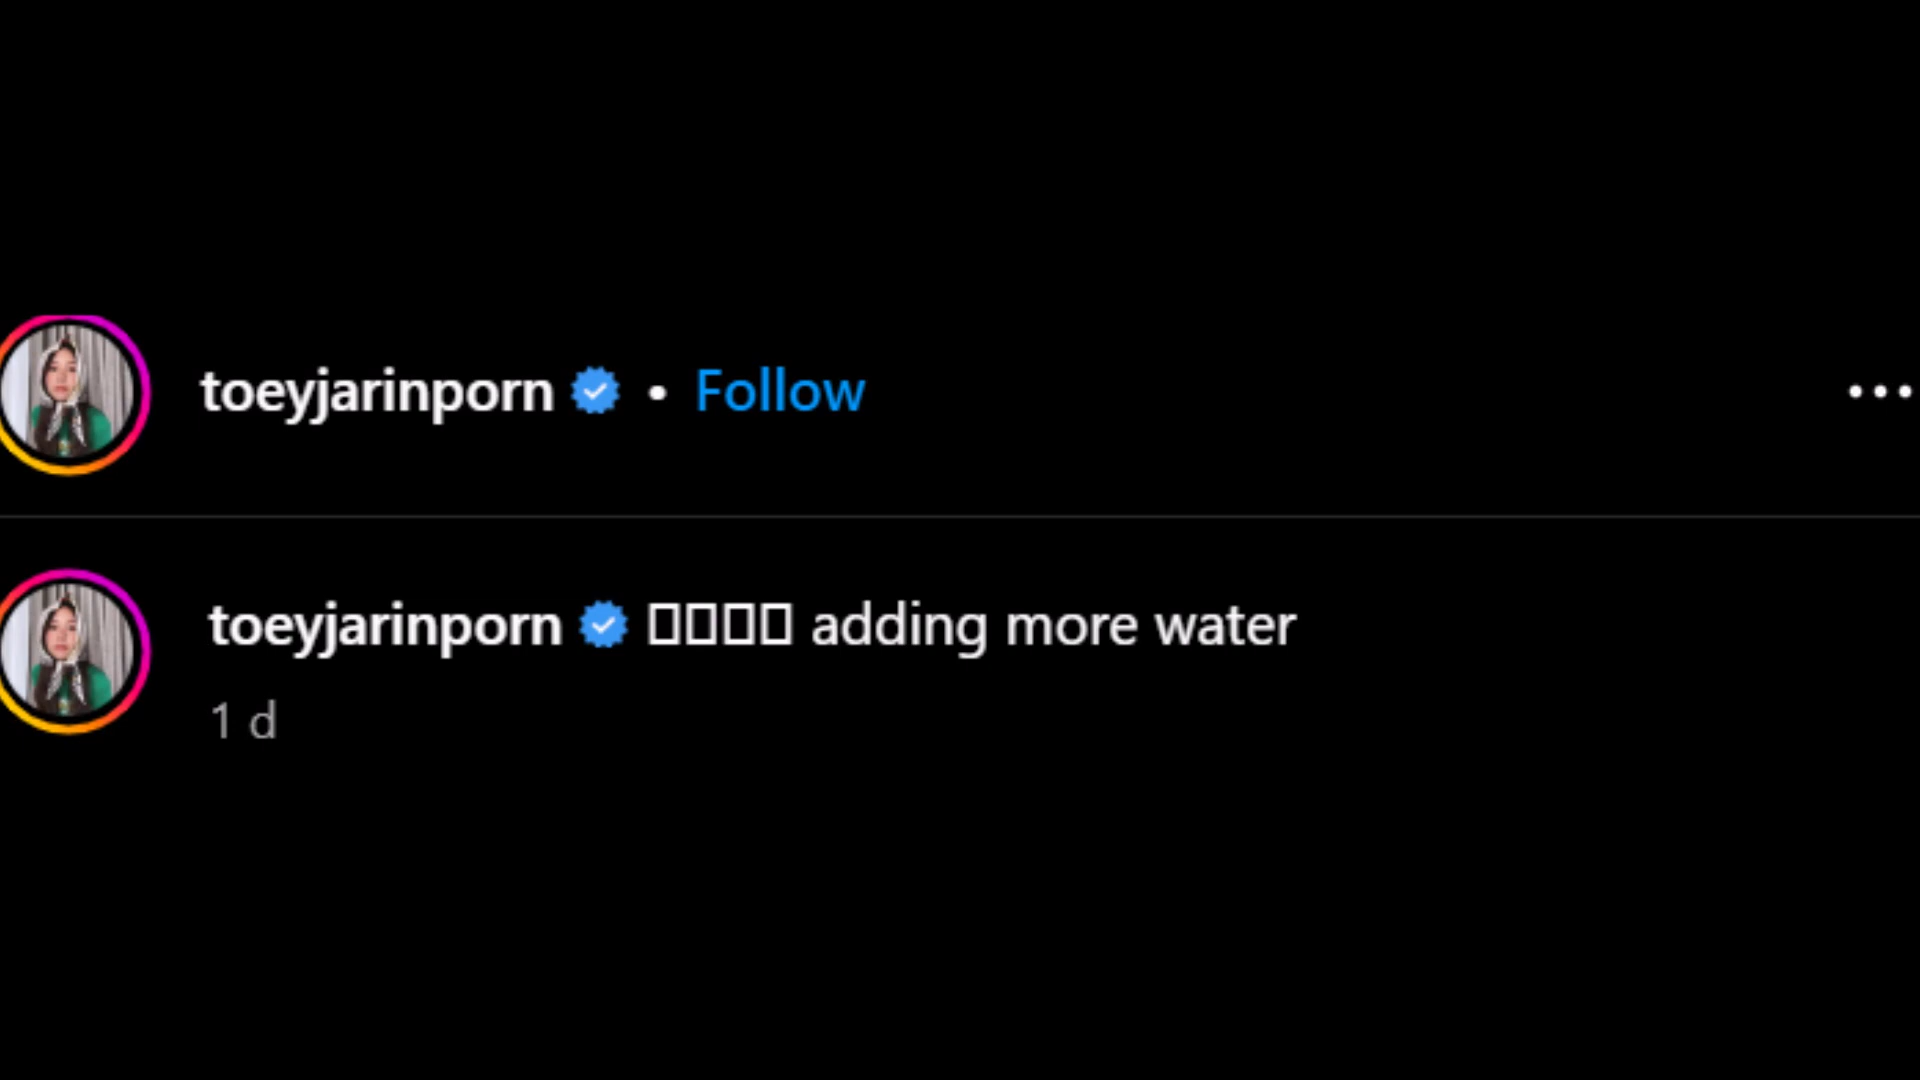 toeyjarinporn • Follow
toeyjarinporn adding more water
1 d